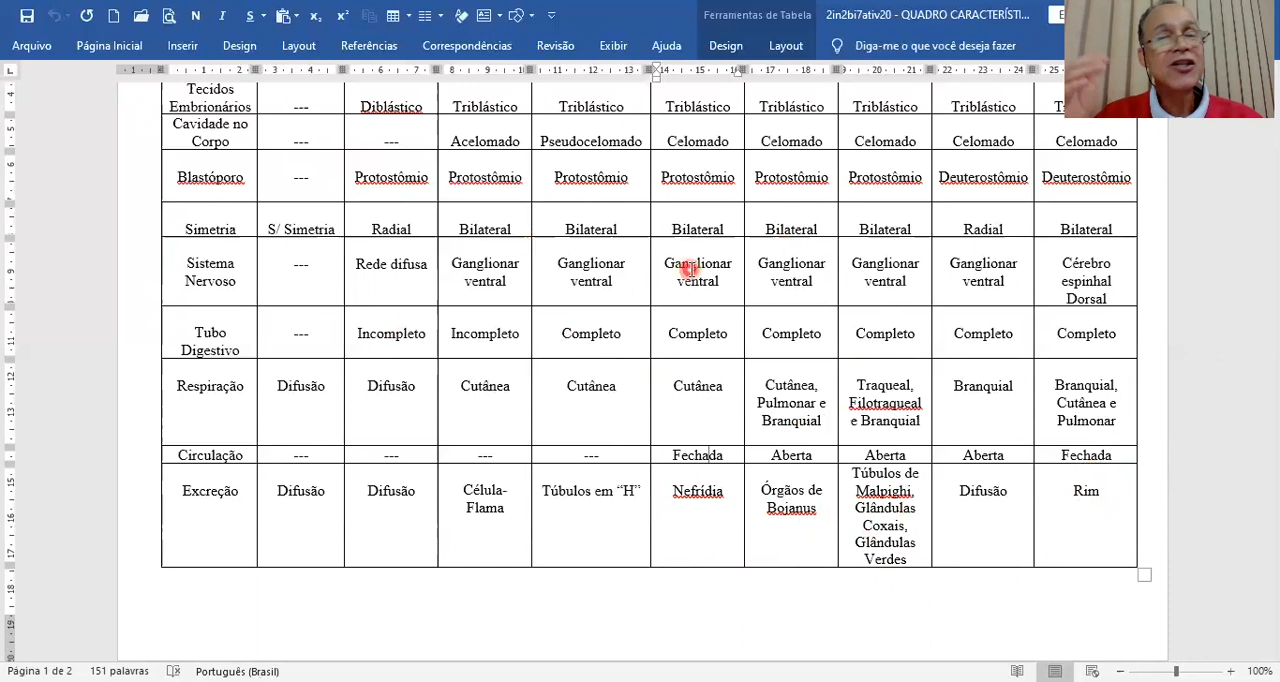 Ferramentas de Tabela
2in2bi7ativ20 - QUADRO CARACTERÍSTI...
Arquivo Página Inicial Inserir Design Layout Referências Correspondências Revisão Exibir Ajuda Design Layout Diga-me o que você deseja fazer
Tecidos Embrionários --- Diblástico Triblástico Triblástico Triblástico Triblástico Triblástico Triblástico
Cavidade no Corpo --- --- Acelomado Pseudocelomado Celomado Celomado Celomado Celomado Celomado
Blastóporo --- Protostômio Protostômio Protostômio Protostômio Protostômio Protostômio Deuterostômio Deuterostômio
Simetria S/ Simetria Radial Bilateral Bilateral Bilateral Bilateral Bilateral Radial Bilateral
Sistema Nervoso --- Rede difusa Ganglionar ventral Ganglionar ventral Ganglionar ventral Ganglionar ventral Ganglionar ventral Ganglionar ventral Cérebro espinhal Dorsal
Tubo Digestivo --- Incompleto Incompleto Completo Completo Completo Completo Completo Completo
Respiração Difusão Difusão Cutânea Cutânea Cutânea Cutânea, Pulmonar e Branquial Traqueal, Filotraqueal e Branquial Branquial Branquial, Cutânea e Pulmonar
Circulação --- --- --- --- Fechada Aberta Aberta Aberta Fechada
Excreção Difusão Difusão Célula-Flama Túbulos em “H” Nefrídia Órgãos de Bojanus Túbulos de Malpighi, Glândulas Coxais, Glândulas Verdes Difusão Rim
Página 1 de 2 151 palavras Português (Brasil) 100%